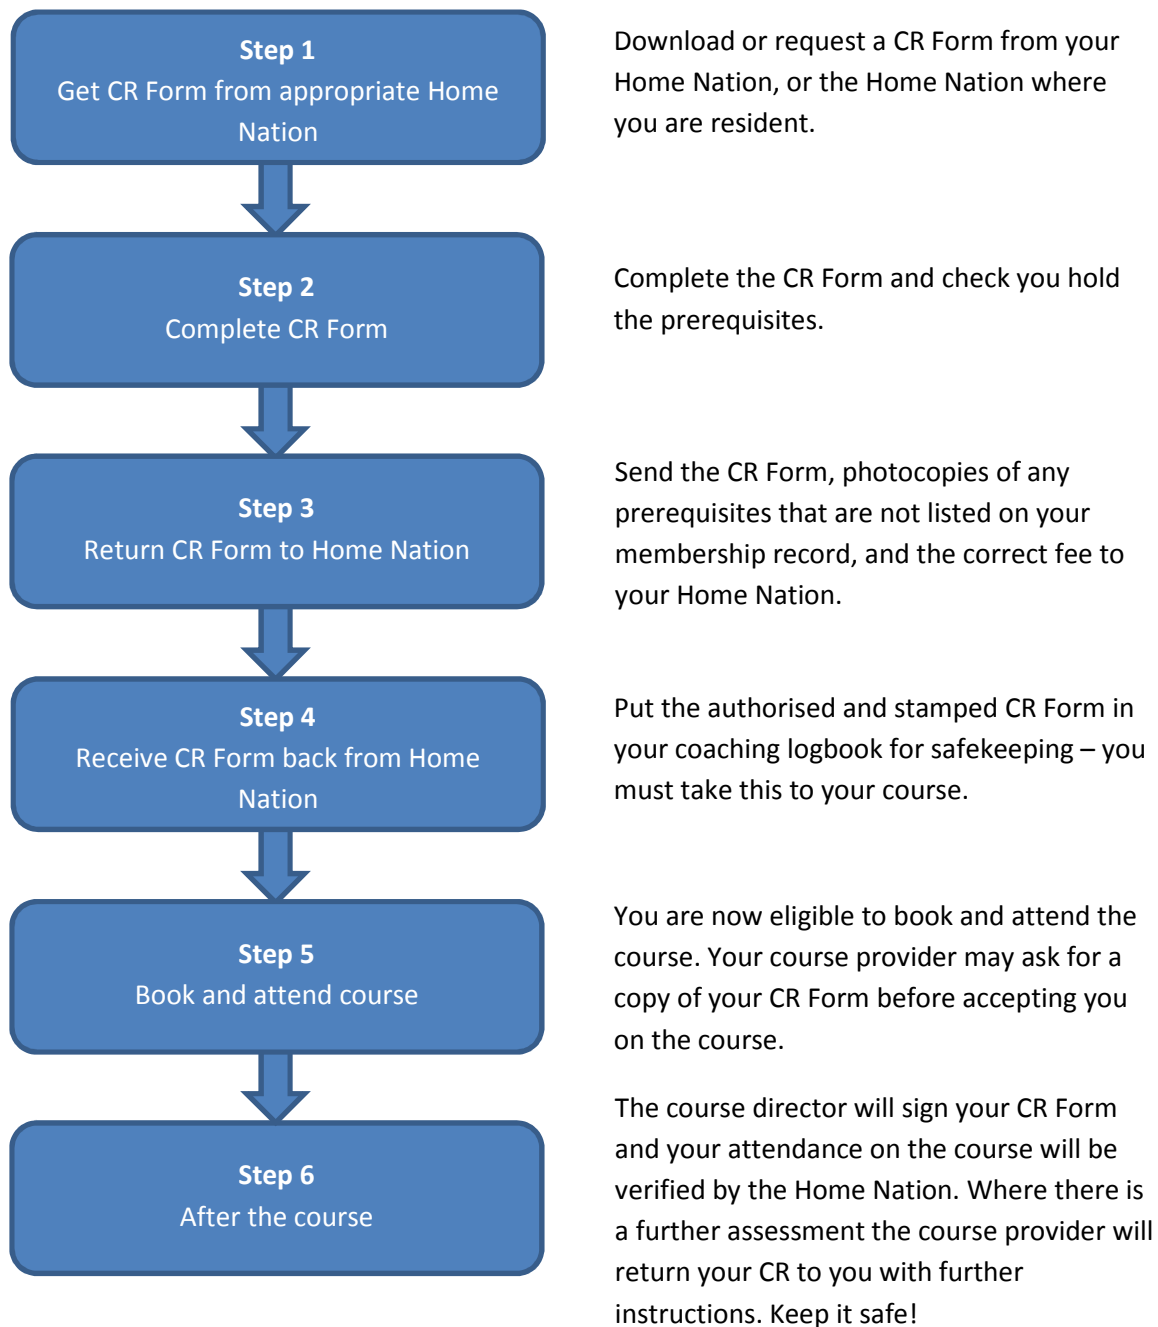 Step 1
Get CR Form from appropriate Home
Nation
Download or request a CR Form from your
Home Nation, or the Home Nation where
you are resident.
Step 2
Complete CR Form
Complete the CR Form and check you hold
the prerequisites.
Step 3
Return CR Form to Home Nation
Send the CR Form, photocopies of any
prerequisites that are not listed on your
membership record, and the correct fee to
your Home Nation.
Step 4
Receive CR Form back from Home
Nation
Put the authorised and stamped CR Form in
your coaching logbook for safekeeping – you
must take this to your course.
Step 5
Book and attend course
You are now eligible to book and attend the
course. Your course provider may ask for a
copy of your CR Form before accepting you
on the course.
Step 6
After the course
The course director will sign your CR Form
and your attendance on the course will be
verified by the Home Nation. Where there is
a further assessment the course provider will
return your CR to you with further
instructions. Keep it safe!